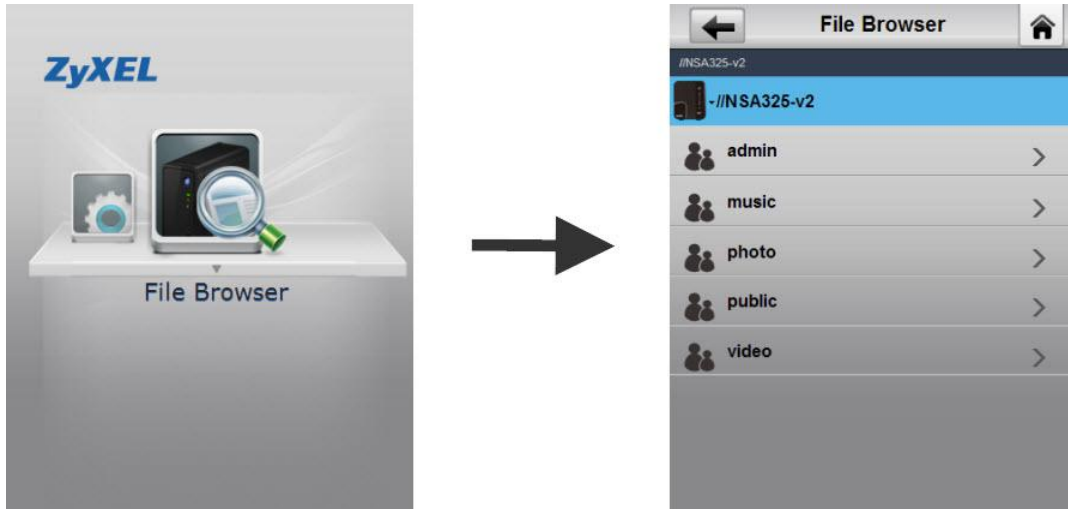 ZyXEL
File Browser
File Browser
//NSA325-v2
//NSA325-v2
admin
music
photo
public
video